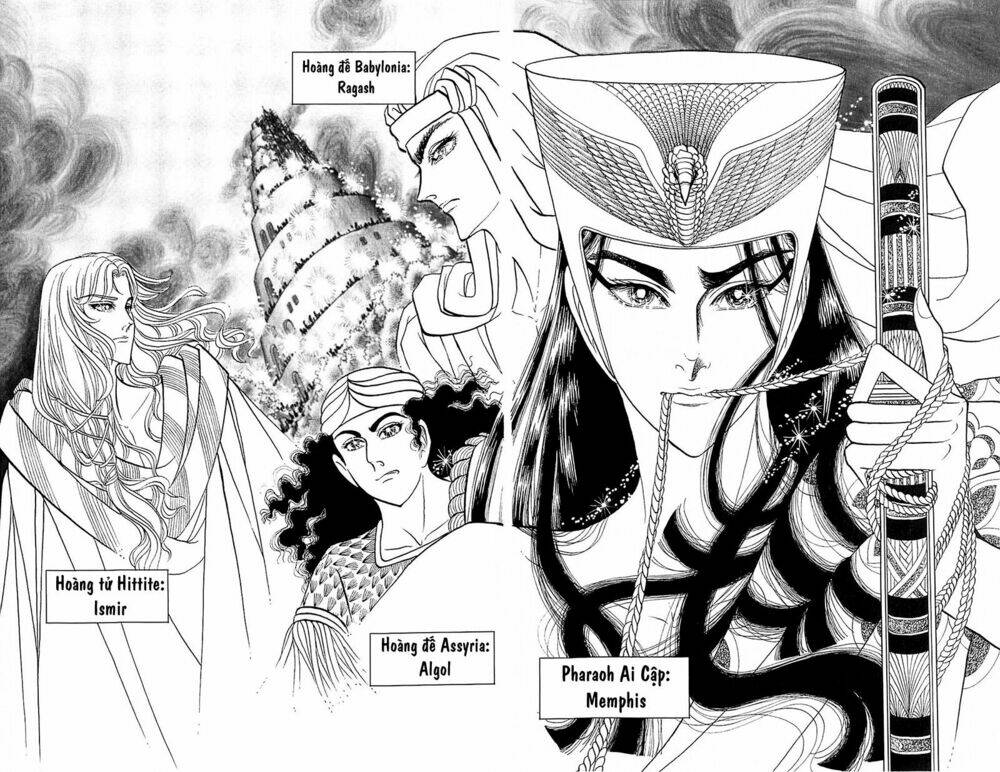 Hoàng đế Babylonia:
Ragash
Hoàng tử Hittite:
Ismir
Hoàng đế Assyria:
Algol
Pharaoh Ai Cập:
Memphis